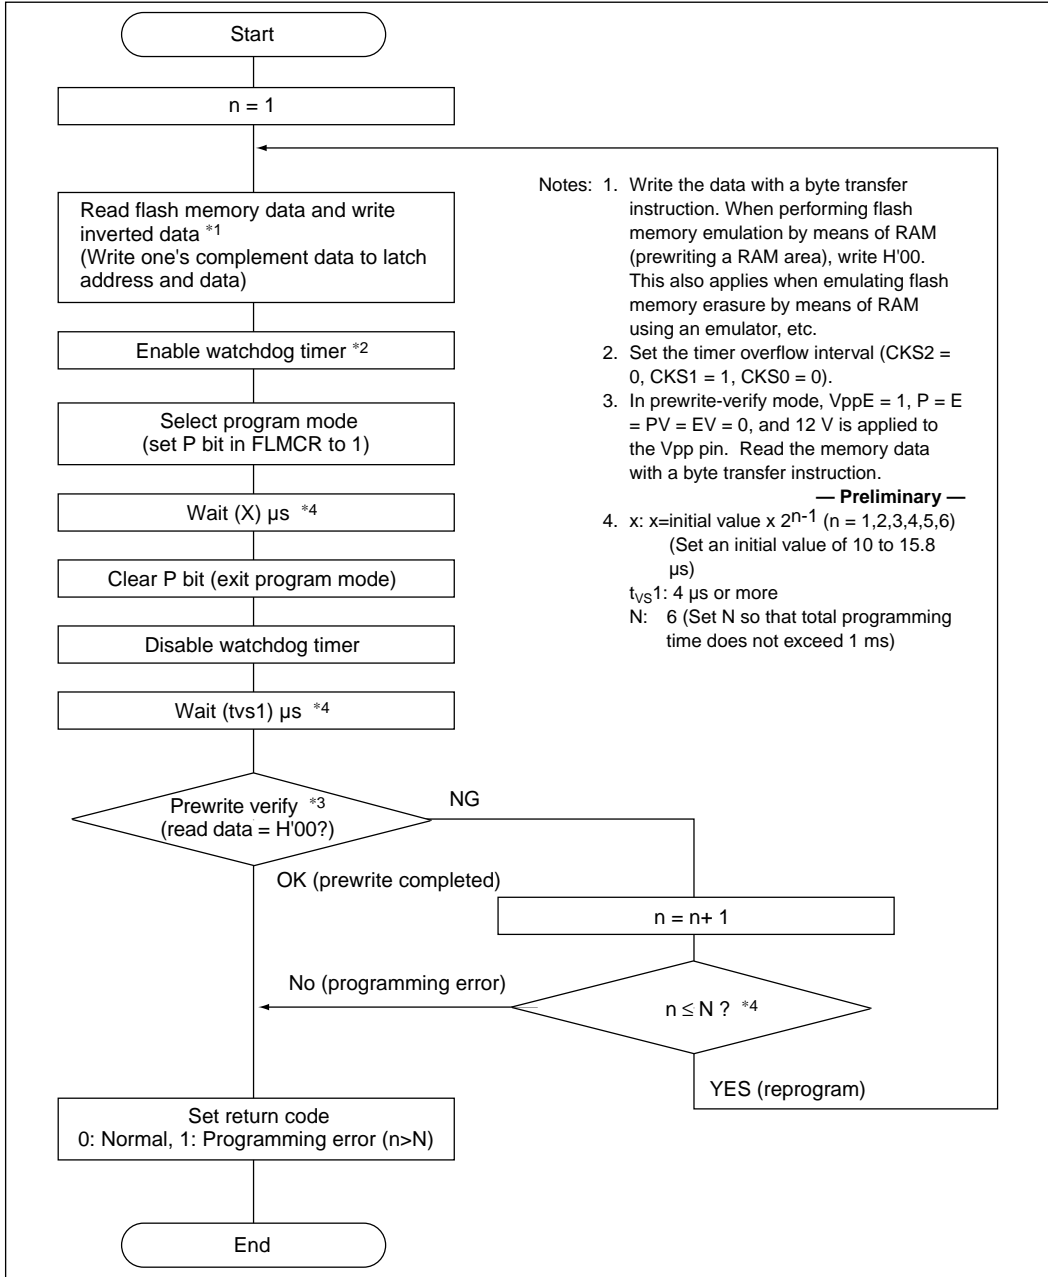 Start
n = 1
Read flash memory data and write
inverted data *1
(Write one's complement data to latch
address and data)
Enable watchdog timer *2
Select program mode
(set P bit in FLMCR to 1)
Wait (X) μs *4
Clear P bit (exit program mode)
Disable watchdog timer
Wait (tvs1) μs *4
Prewrite verify *3
(read data = H'00?)
NG
OK (prewrite completed)
n = n+ 1
No (programming error)
n ≤ N ? *4
YES (reprogram)
Set return code
0: Normal, 1: Programming error (n>N)
End
Notes: 1. Write the data with a byte transfer
instruction. When performing flash
memory emulation by means of RAM
(prewriting a RAM area), write H'00.
This also applies when emulating flash
memory erasure by means of RAM
using an emulator, etc.
2. Set the timer overflow interval (CKS2 =
0, CKS1 = 1, CKS0 = 0).
3. In prewrite-verify mode, VppE = 1, P = E
= PV = EV = 0, and 12 V is applied to
the Vpp pin. Read the memory data
with a byte transfer instruction.
— Preliminary —
4. x: x=initial value x 2n-1 (n = 1,2,3,4,5,6)
(Set an initial value of 10 to 15.8
μs)
tVS1: 4 μs or more
N: 6 (Set N so that total programming
time does not exceed 1 ms)